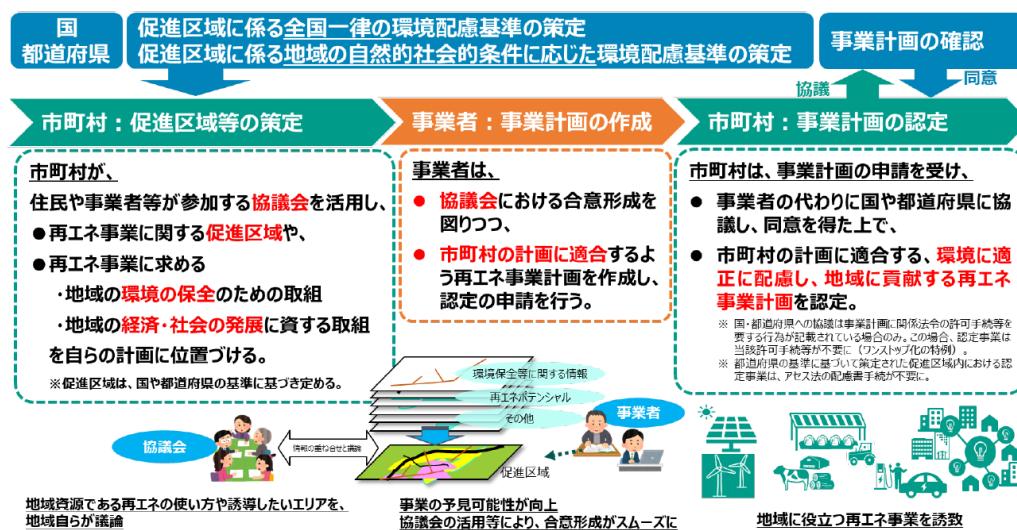 国
都道府県
促進区域に係る全国一律の環境配慮基準の策定
促進区域に係る地域の自然的社会的条件に応じた環境配慮基準の策定
事業計画の確認
協議
同意
市町村：促進区域等の策定
事業者：事業計画の作成
市町村：事業計画の認定
市町村が、
住民や事業者等が参加する協議会を活用し、
●再エネ事業に関する促進区域や、
●再エネ事業に求める
・地域の環境の保全のための取組
・地域の経済・社会の発展に資する取組
を自らの計画に位置づける。
※促進区域は、国や都道府県の基準に基づき定める。
事業者は、
● 協議会における合意形成を
図りつつ、
● 市町村の計画に適合するよ
う再エネ事業計画を作成し、
認定の申請を行う。
市町村は、事業計画の申請を受け、
● 事業者の代わりに国や都道府県に協
議し、同意を得た上で、
● 市町村の計画に適合する、環境に適
正に配慮し、地域に貢献する再エネ
事業計画を認定。
※ 国・都道府県への協議は事業計画に関係法令の許可手続等を
要する行為が記載されている場合のみ。この場合、認定事業は
当該許可手続等が不要に（ワンストップ化の特例）。
※ 都道府県の基準に基づいて策定された促進区域内における認
定事業は、アセス法の配慮書手続が不要に。
環境保全等に関する情報
再エネポテンシャル
その他
事業者
協議会
情報の重ね合せと議論
促進区域
地域資源である再エネの使い方や誘導したいエリアを、
地域自らが議論
事業の予見可能性が向上
協議会の活用等により、合意形成がスムーズに
地域に役立つ再エネ事業を誘致